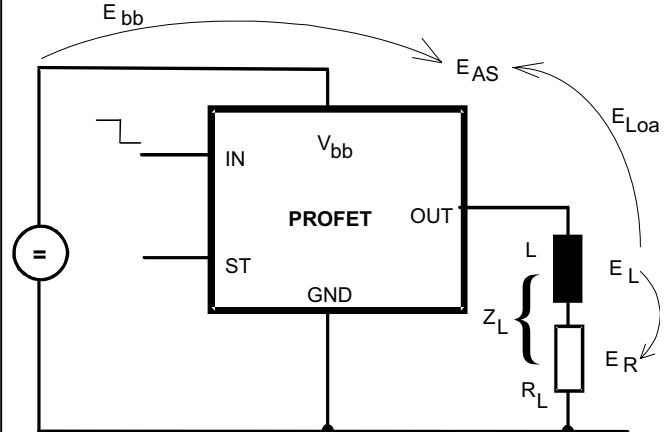 E bb
E AS
E Loa
V bb
IN
PROFET
OUT
L
E L
ST
Z L
GND
E R
R L
=